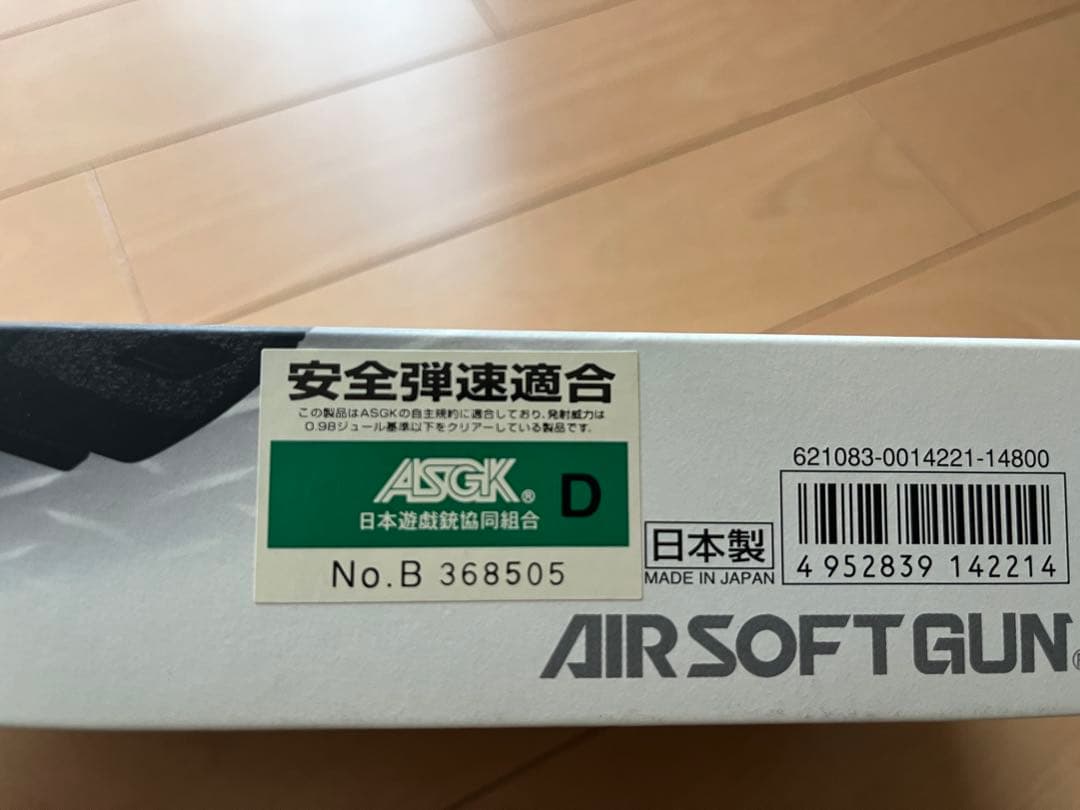 安全弾速適合
この製品はASGKの自主規約に適合しており、発射威力は
0.98ジュール基準以下をクリアーしている製品です。
ASGK® D
日本遊戯銃協同組合
No.B 368505
日本製
MADE IN JAPAN
621083-0014221-14800
4 952839 142214
AIRSOFT GUN®